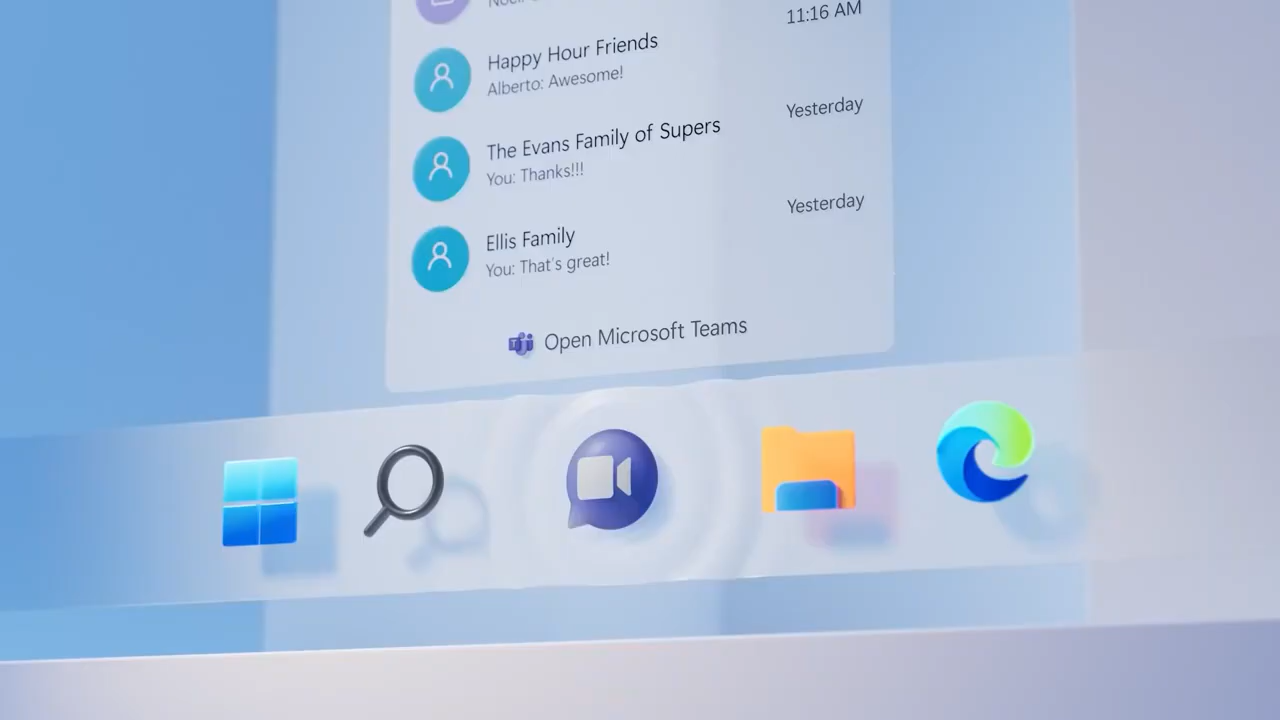 11:16 AM
Happy Hour Friends
Alberto: Awesome!
Yesterday
The Evans Family of Supers
You: Thanks!!!
Yesterday
Ellis Family
You: That's great!
Open Microsoft Teams